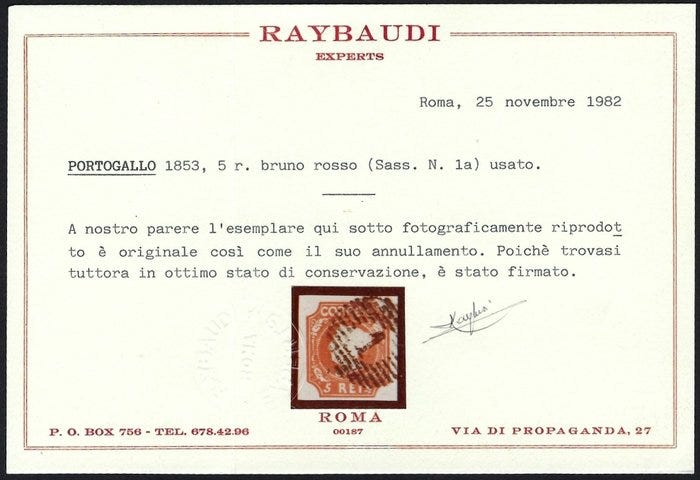 RAYBAUDI
EXPERTS
Roma, 25 novembre 1982
PORTOGALLO 1853, 5 r. bruno rosso (Sass. N. 1a) usato.
A nostro parere l'esemplare qui sotto fotograficamente riprodot
to è originale così come il suo annullamento. Poichè trovasi
tuttora in ottimo stato di conservazione, è stato firmato.
5 REIS
ROMA
00187
P. O. BOX 756 - TEL. 678.42.96
VIA DI PROPAGANDA, 27